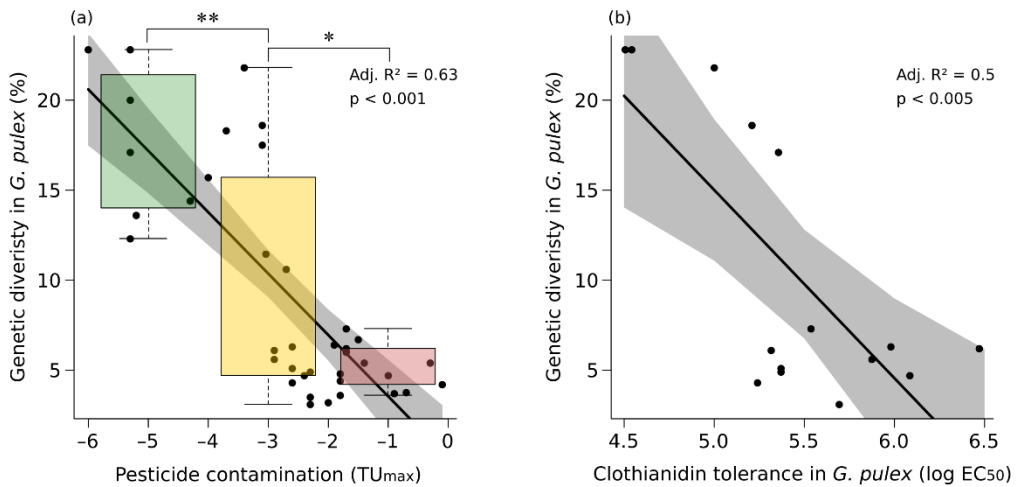 (a)
**
*
Adj. R² = 0.63
p < 0.001
Genetic diveristy in G. pulex (%)
20
15
10
5
−6 −5 −4 −3 −2 −1 0
Pesticide contamination (TUmax)
(b)
Adj. R² = 0.5
p < 0.005
Genetic diveristy in G. pulex (%)
20
15
10
5
4.5 5.0 5.5 6.0 6.5
Clothianidin tolerance in G. pulex (log EC50)